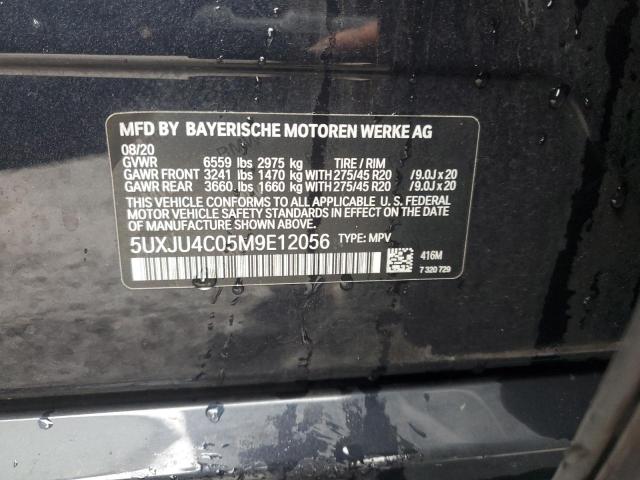 MFD BY BAYERISCHE MOTOREN WERKE AG
08/20
GVWR 6559 lbs 2975 kg TIRE / RIM
GAWR FRONT 3241 lbs 1470 kg WITH 275/45 R20 /9.0J x 20
GAWR REAR 3660 lbs 1660 kg WITH 275/45 R20 /9.0J x 20
THIS VEHICLE CONFORMS TO ALL APPLICABLE U.S. FEDERAL
MOTOR VEHICLE SAFETY STANDARDS IN EFFECT ON THE DATE
OF MANUFACTURE SHOWN ABOVE.
5UXJU4C05M9E12056 TYPE: MPV
416M
7 320 729